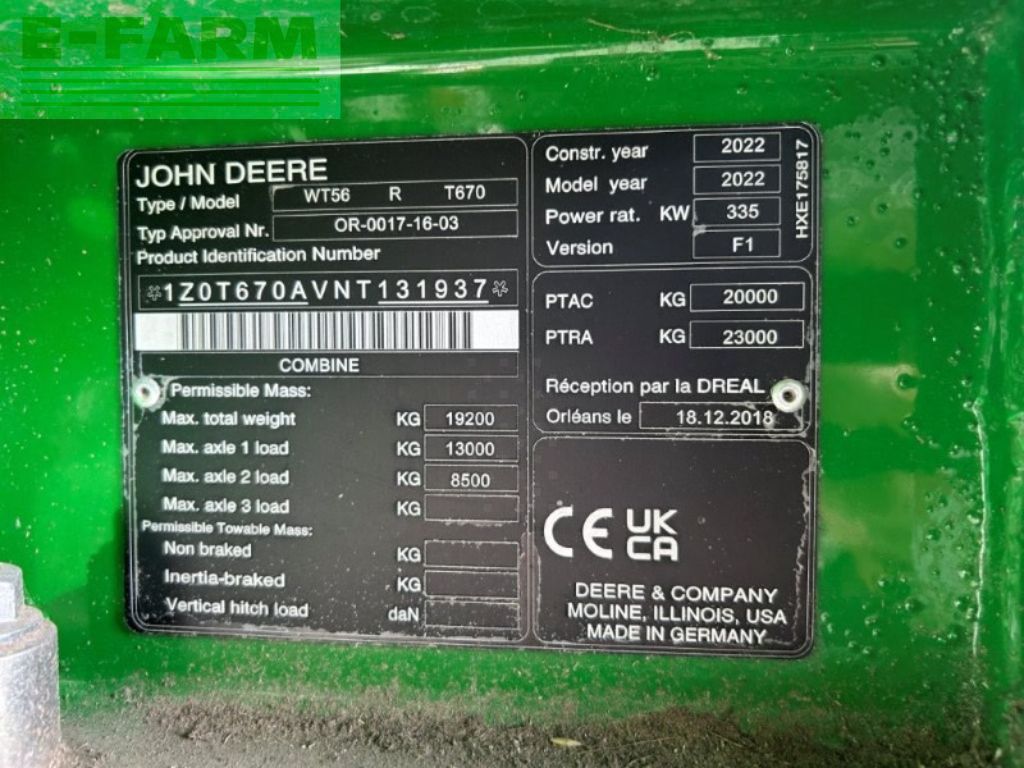 E-FARM
JOHN DEERE
Type / Model WT56 R T670
Typ Approval Nr. OR-0017-16-03
Product Identification Number
*1Z0T670AVNT131937*
COMBINE
Permissible Mass:
Max. total weight KG 19200
Max. axle 1 load KG 13000
Max. axle 2 load KG 8500
Max. axle 3 load KG
Permissible Towable Mass:
Non braked KG
Inertia-braked KG
Vertical hitch load daN
Constr. year 2022
Model year 2022
Power rat. KW 335
Version F1
HXE175817
PTAC KG 20000
PTRA KG 23000
Réception par la DREAL
Orléans le 18.12.2018
CE UK
CA
DEERE & COMPANY
MOLINE, ILLINOIS, USA
MADE IN GERMANY